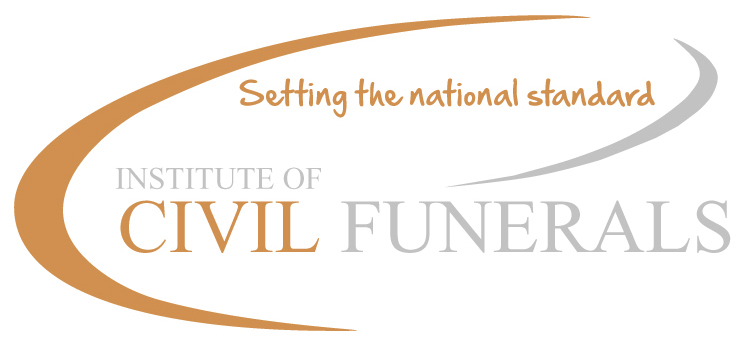 Setting the national standard
INSTITUTE OF
CIVIL FUNERALS